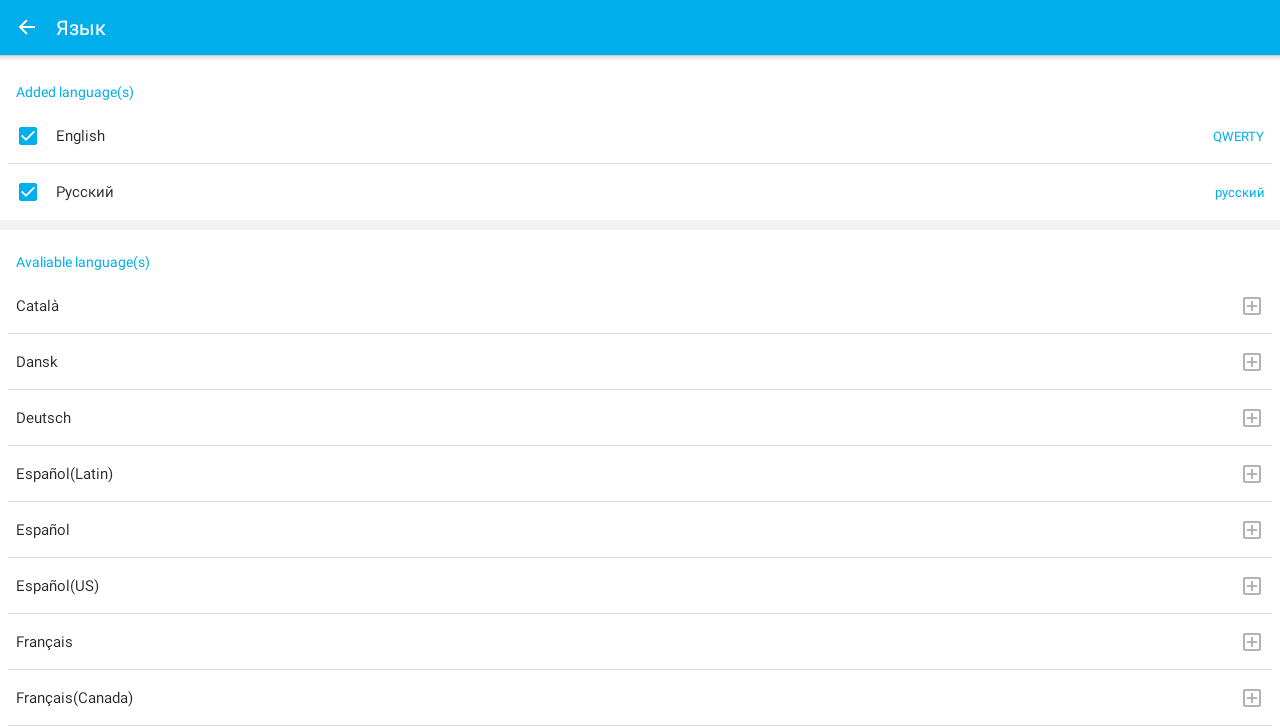 Язык
Added language(s)
English QWERTY
Русский русский
Avaliable language(s)
Català
Dansk
Deutsch
Español(Latin)
Español
Español(US)
Français
Français(Canada)